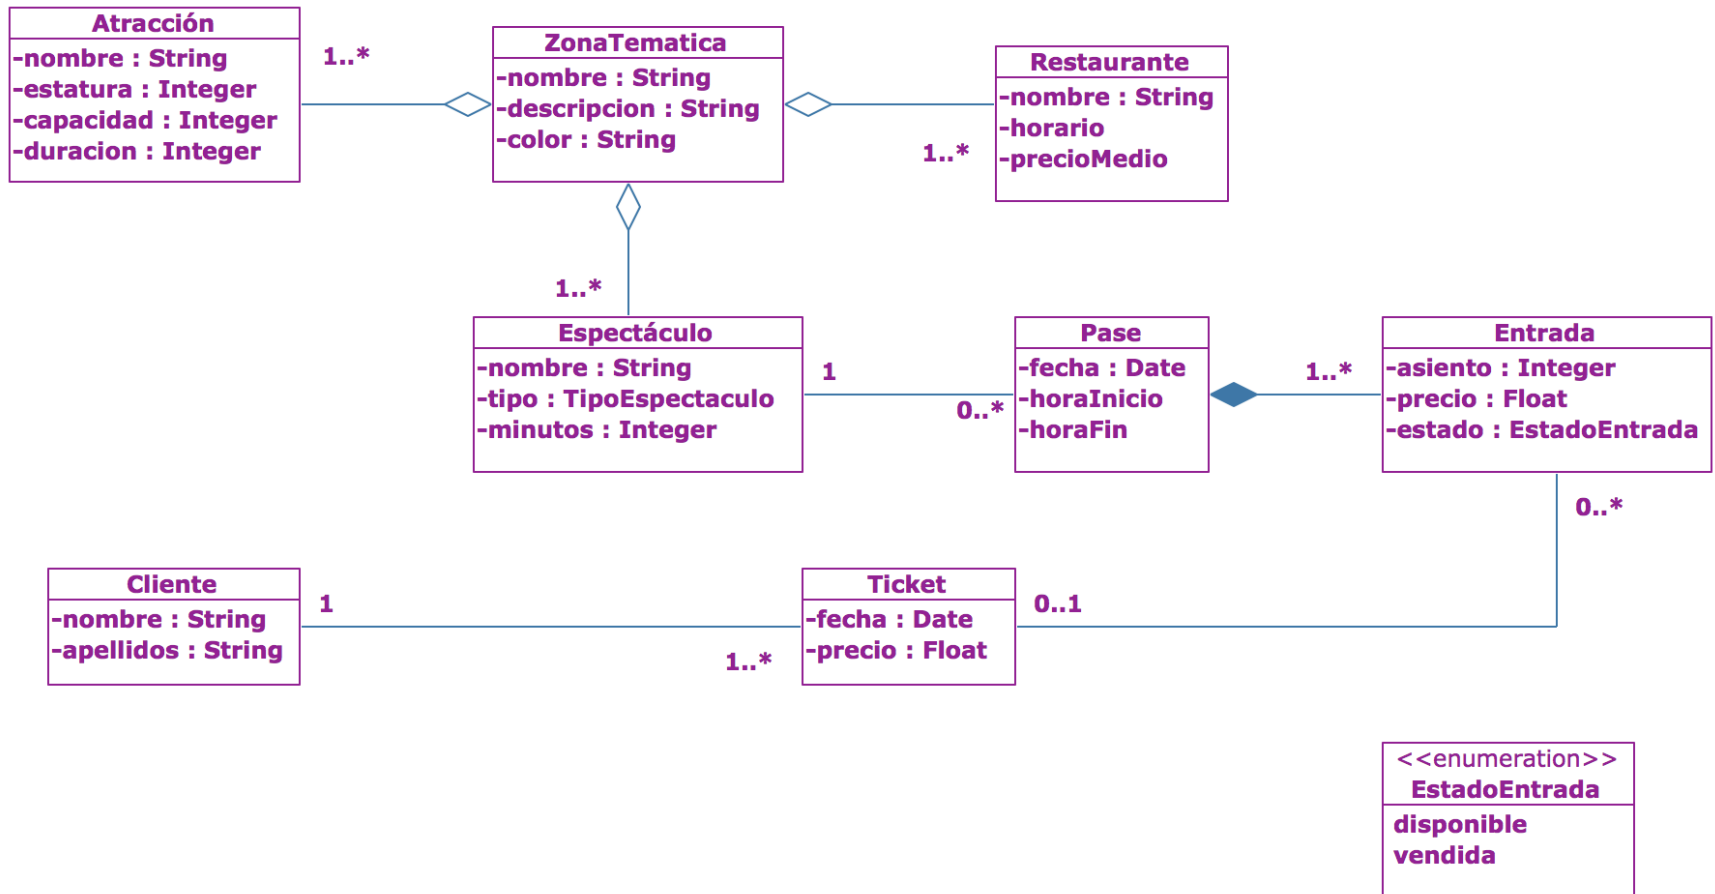 Atracción
-nombre : String
-estatura : Integer
-capacidad : Integer
-duracion : Integer
1..*
ZonaTematica
-nombre : String
-descripcion : String
-color : String
Restaurante
-nombre : String
-horario
-precioMedio
1..*
1..*
Espectáculo
-nombre : String
-tipo : TipoEspectaculo
-minutos : Integer
1
0..*
Pase
-fecha : Date
-horaInicio
-horaFin
1..*
Entrada
-asiento : Integer
-precio : Float
-estado : EstadoEntrada
0..*
Cliente
-nombre : String
-apellidos : String
1
1..*
Ticket
-fecha : Date
-precio : Float
0..1
<<enumeration>>
EstadoEntrada
disponible
vendida